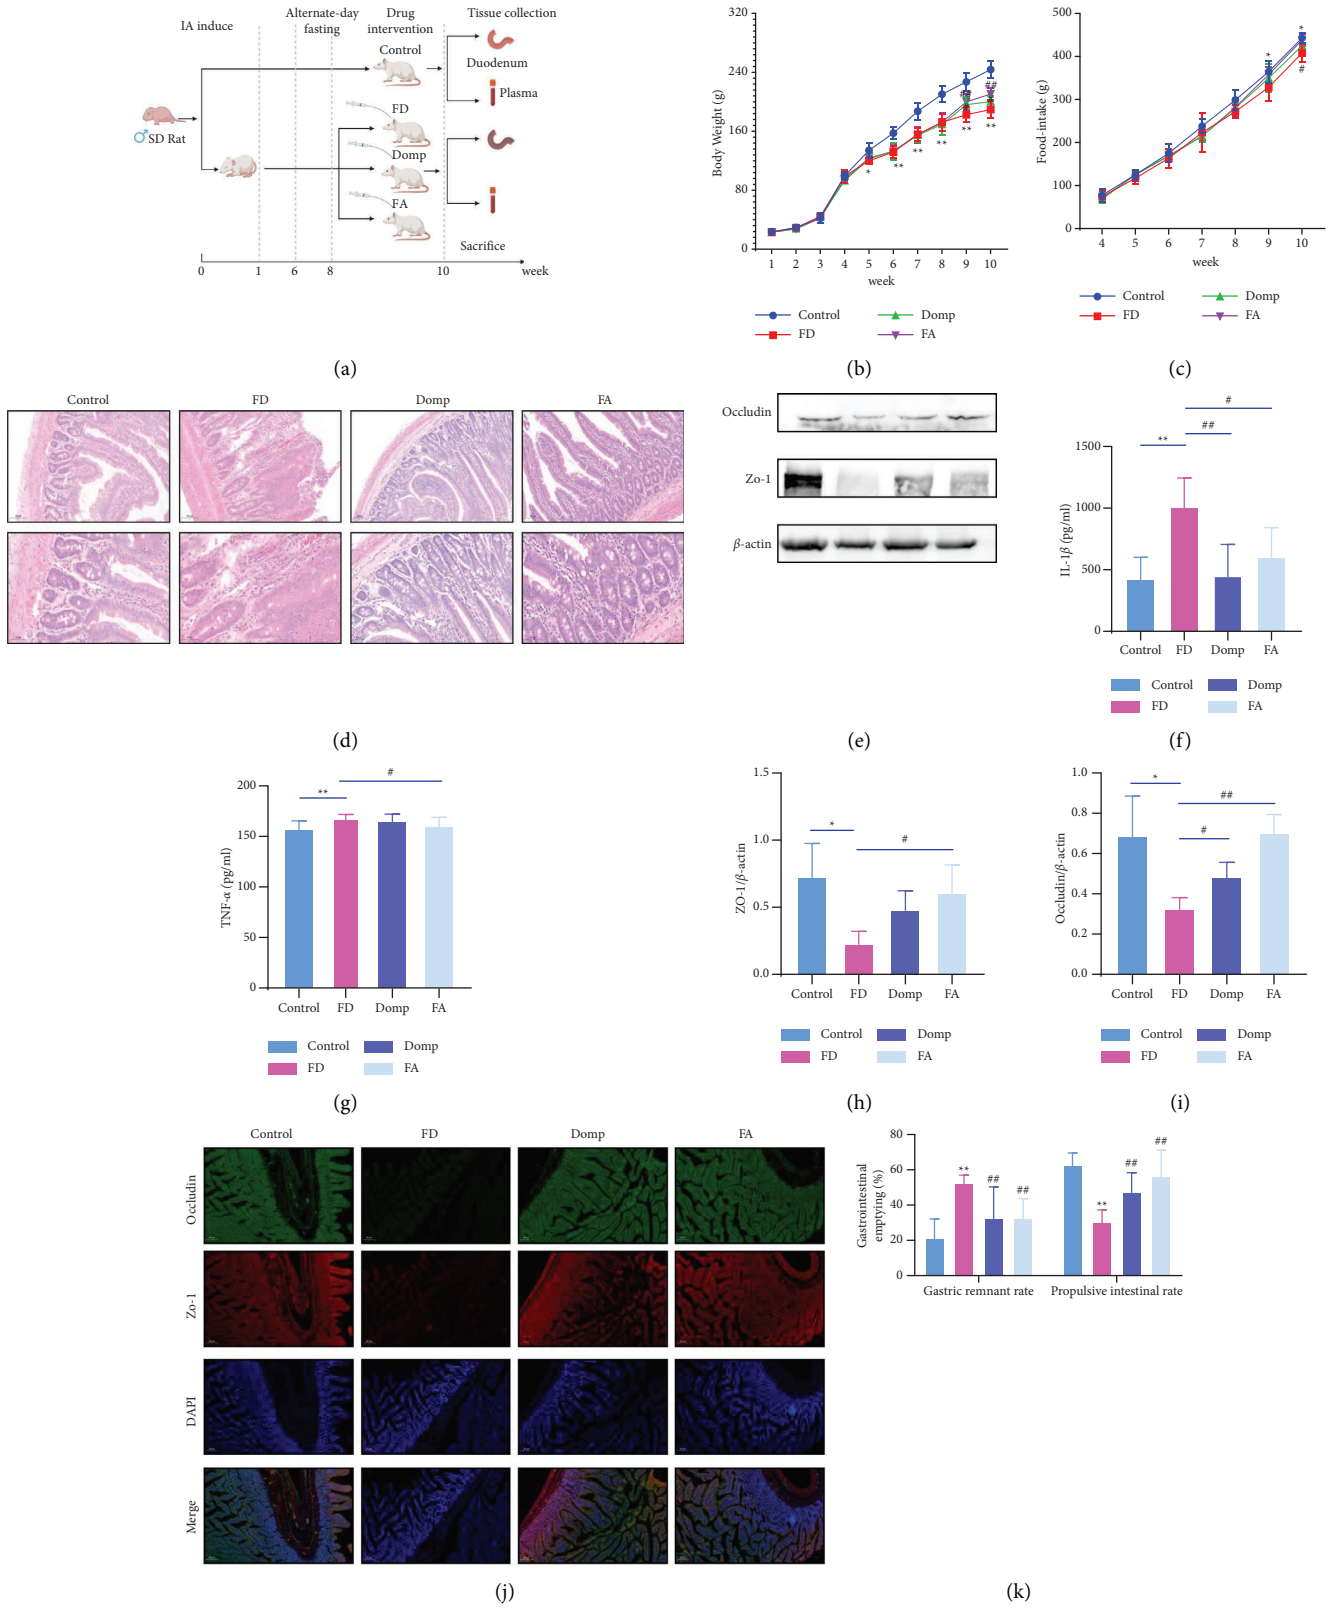 IA induce
Alternate-day
fasting
Drug
intervention
Tissue collection
Control
Duodenum
Plasma
FD
SD Rat
Domp
FA
Sacrifice
0 1 6 8 10 week
(a)
Body Weight (g)
320
240
160
80
0
* ** ** ** ** **
## ##
1 2 3 4 5 6 7 8 9 10
week
Control Domp
FD FA
(b)
Food-intake (g)
500
400
300
200
100
0
* *
#
4 5 6 7 8 9 10
week
Control Domp
FD FA
(c)
Control FD Domp FA
(d)
Occludin
Zo-1
β-actin
(e)
IL-1β (pg/ml)
1500
1000
500
0
#
##
**
Control FD Domp FA
Control Domp
FD FA
(f)
TNF-α (pg/ml)
200
150
100
50
0
#
**
Control FD Domp FA
Control Domp
FD FA
(g)
ZO-1/β-actin
1.5
1.0
0.5
0.0
*
#
Control FD Domp FA
Control Domp
FD FA
(h)
Occludin/β-actin
1.0
0.8
0.6
0.4
0.2
0.0
*
##
#
Control FD Domp FA
Control Domp
FD FA
(i)
Control FD Domp FA
Occludin
Zo-1
DAPI
Merge
(j)
Gastrointestinal
emptying (%)
80
60
40
20
0
** ## ##
** ## ##
Gastric remnant rate Propulsive intestinal rate
(k)